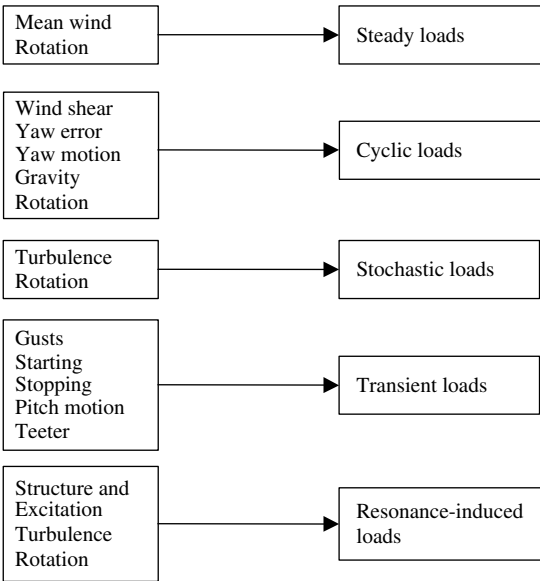 Mean wind
Rotation
Steady loads
Wind shear
Yaw error
Yaw motion
Gravity
Rotation
Cyclic loads
Turbulence
Rotation
Stochastic loads
Gusts
Starting
Stopping
Pitch motion
Teeter
Transient loads
Structure and
Excitation
Turbulence
Rotation
Resonance-induced
loads